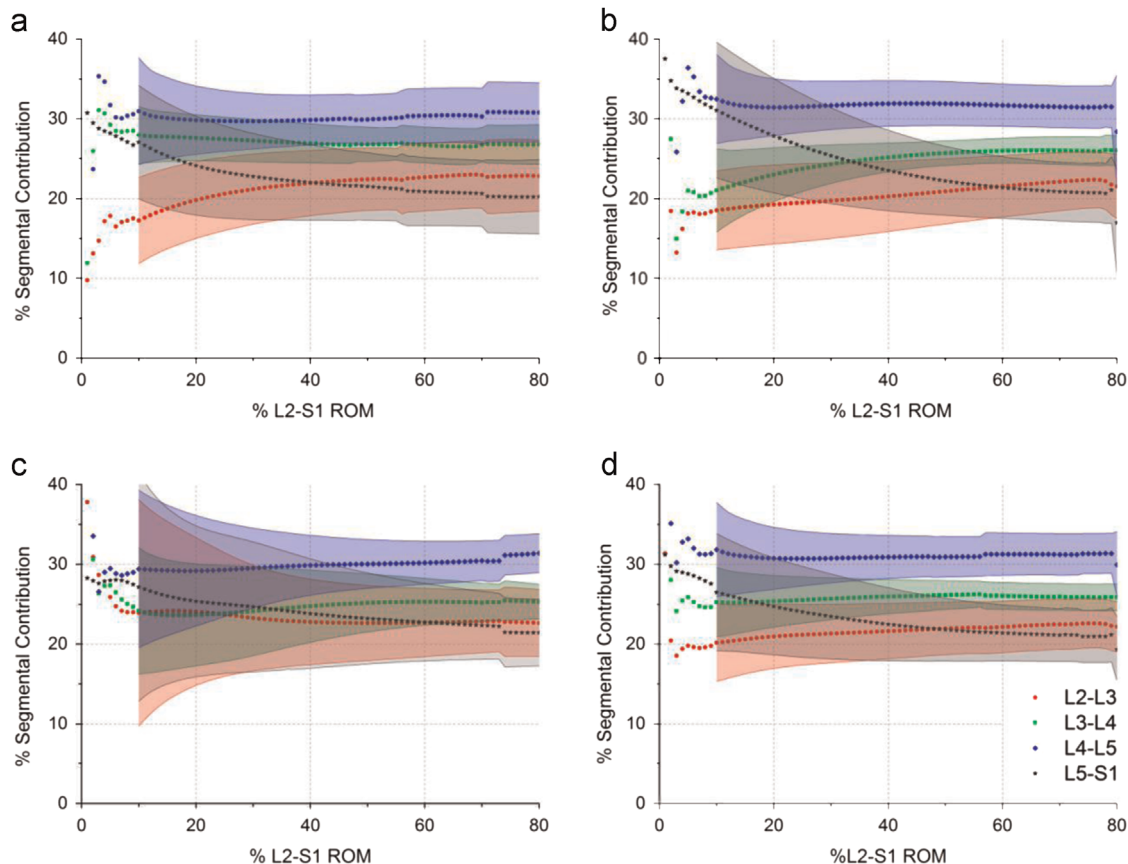 a
40
30
20
10
0
% Segmental Contribution
0 20 40 60 80
% L2-S1 ROM
b
40
30
20
10
0
% Segmental Contribution
0 20 40 60 80
% L2-S1 ROM
c
40
30
20
10
0
% Segmental Contribution
0 20 40 60 80
% L2-S1 ROM
d
40
30
20
10
0
% Segmental Contribution
0 20 40 60 80
%L2-S1 ROM
L2-L3
L3-L4
L4-L5
L5-S1